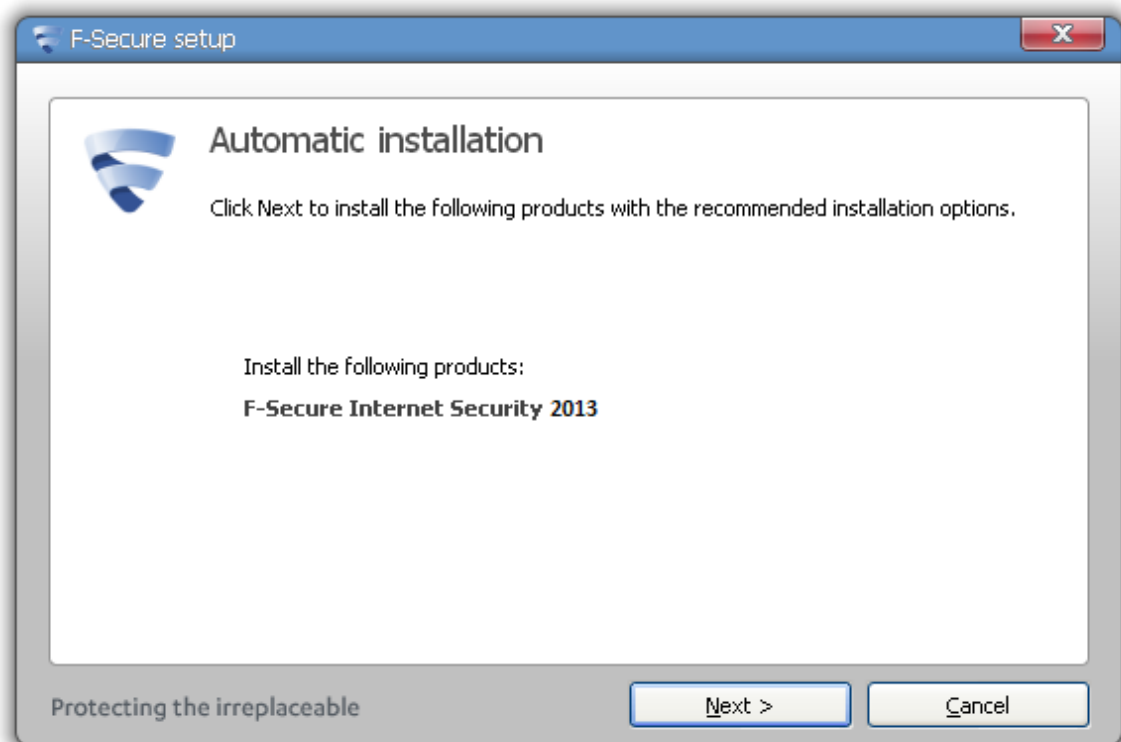 F-Secure setup
Automatic installation
Click Next to install the following products with the recommended installation options.
Install the following products:
F-Secure Internet Security 2013
Protecting the irreplaceable
Next >
Cancel